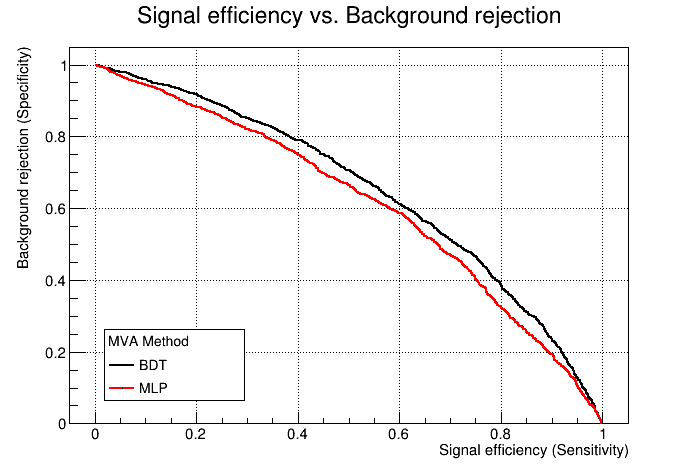 Signal efficiency vs. Background rejection
Background rejection (Specificity)
1
0.8
0.6
0.4
0.2
0
MVA Method
BDT
MLP
0 0.2 0.4 0.6 0.8 1
Signal efficiency (Sensitivity)